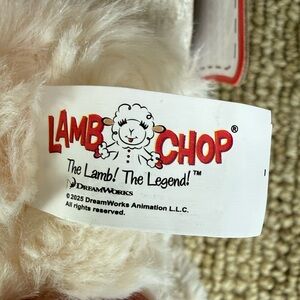 LAMB CHOP®
The Lamb! The Legend!™
DREAMWORKS
© 2025 DreamWorks Animation L.L.C.
All rights reserved.